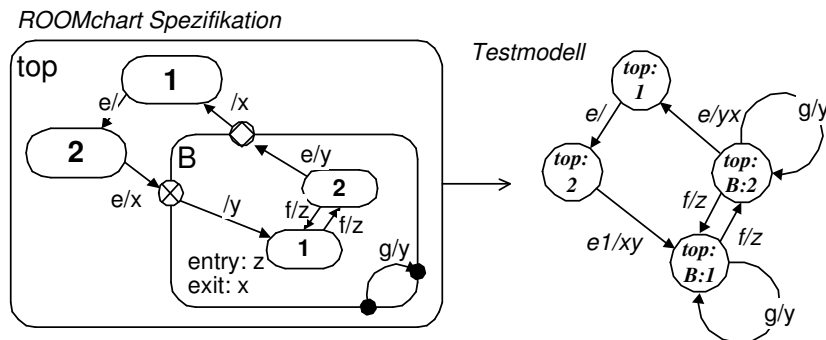 ROOMchart Spezifikation
Testmodell
top
1
/x
e/
2
B
e/y
e/x
/y
2
f/z
f/z
1
g/y
entry: z
exit: x
top:
1
e/
e/yx
g/y
top:
2
top:
B:2
f/z
f/z
e1/xy
top:
B:1
g/y